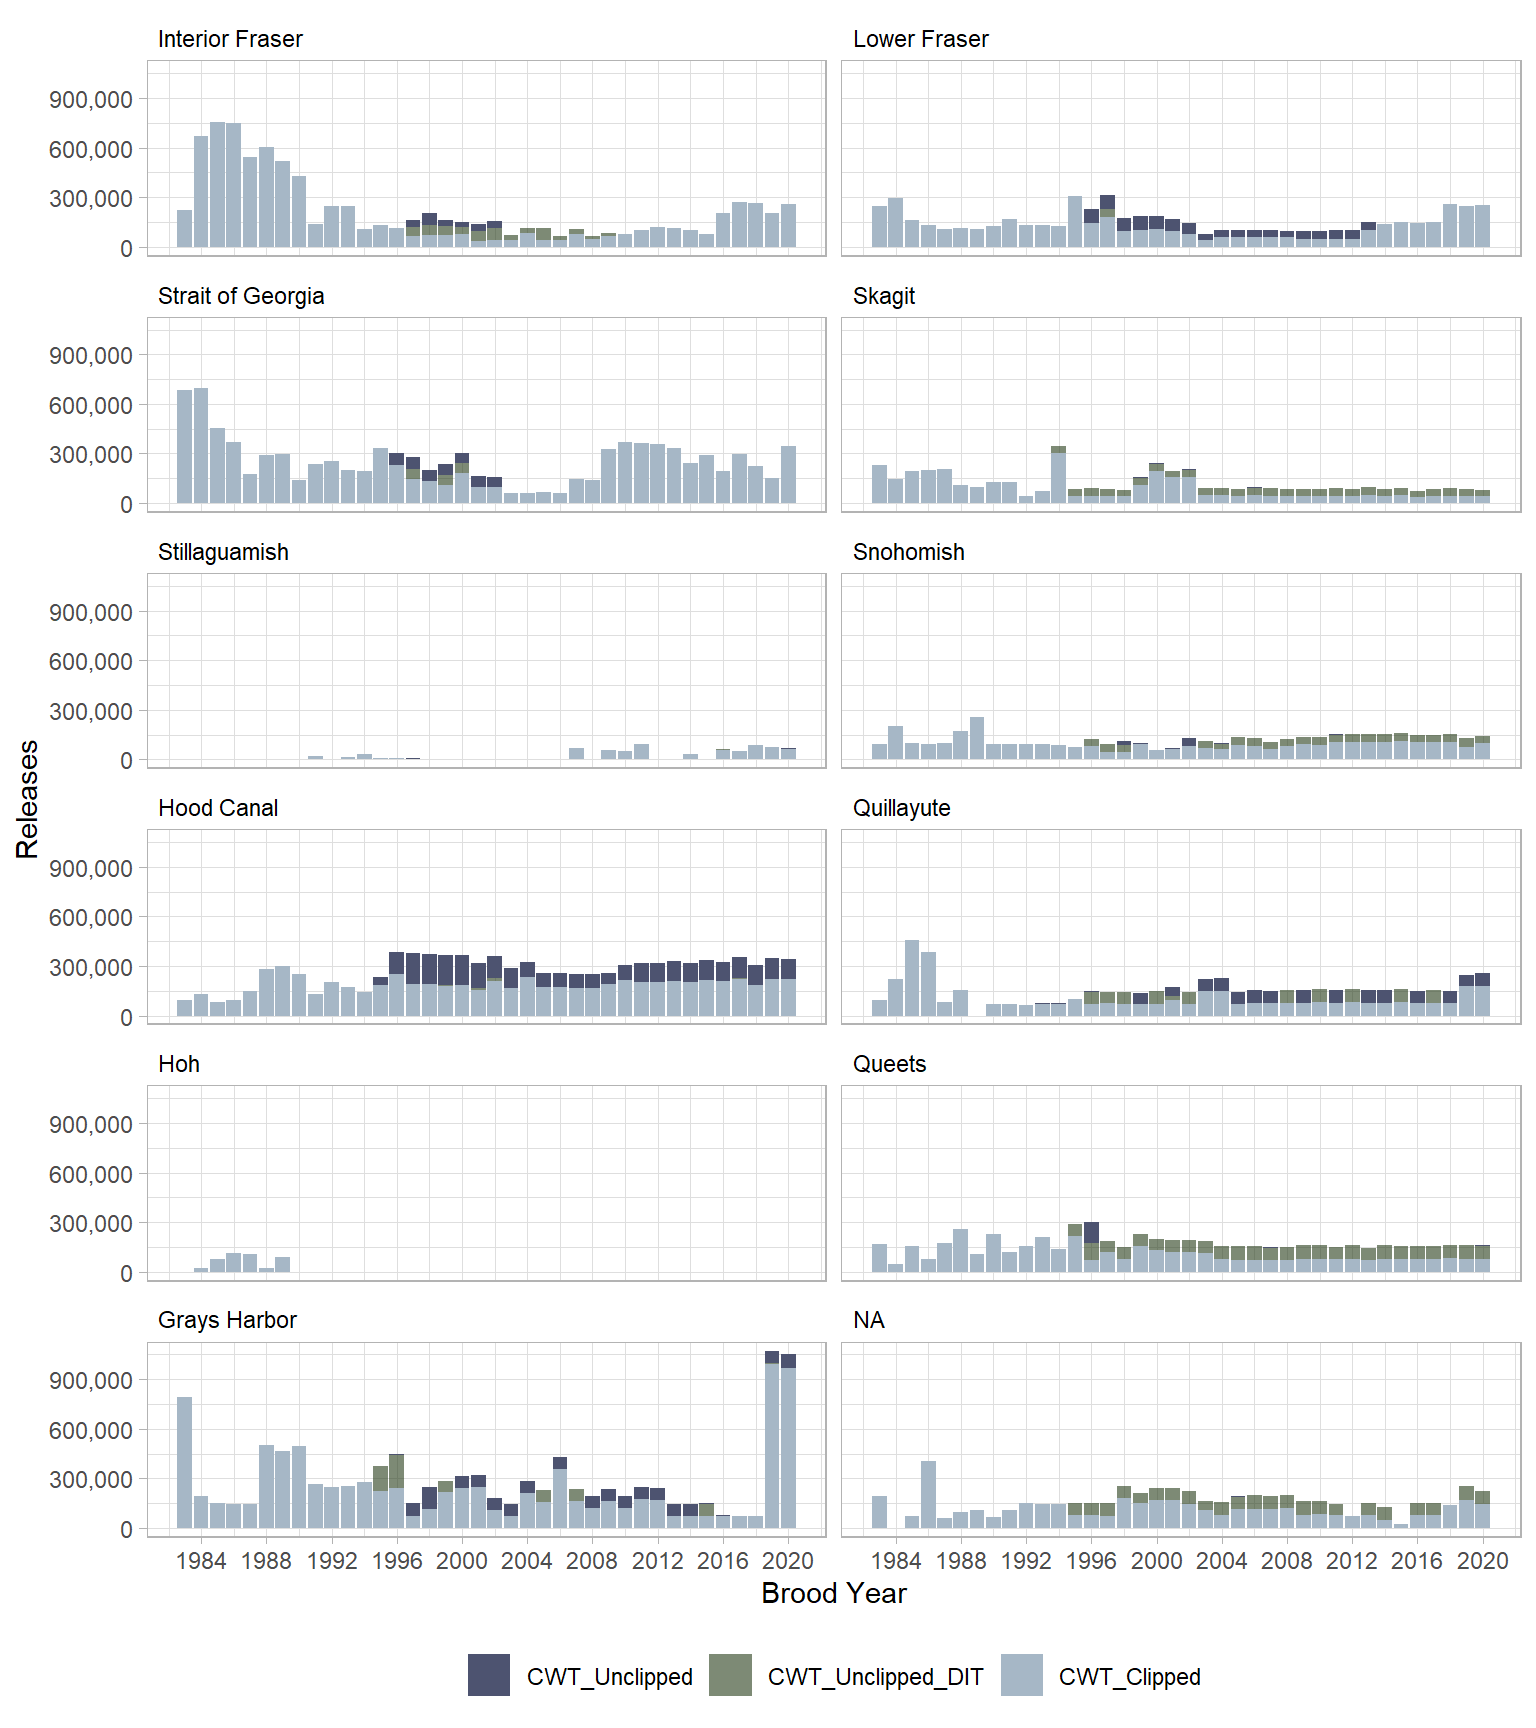 Interior Fraser
Lower Fraser
900,000
600,000
300,000
0
Strait of Georgia
Skagit
900,000
600,000
300,000
0
Stillaguamish
Snohomish
900,000
600,000
300,000
0
Hood Canal
Quillayute
900,000
600,000
300,000
0
Hoh
Queets
900,000
600,000
300,000
0
Grays Harbor
NA
900,000
600,000
300,000
0
Releases
1984 1988 1992 1996 2000 2004 2008 2012 2016 2020
1984 1988 1992 1996 2000 2004 2008 2012 2016 2020
Brood Year
CWT_Unclipped
CWT_Unclipped_DIT
CWT_Clipped